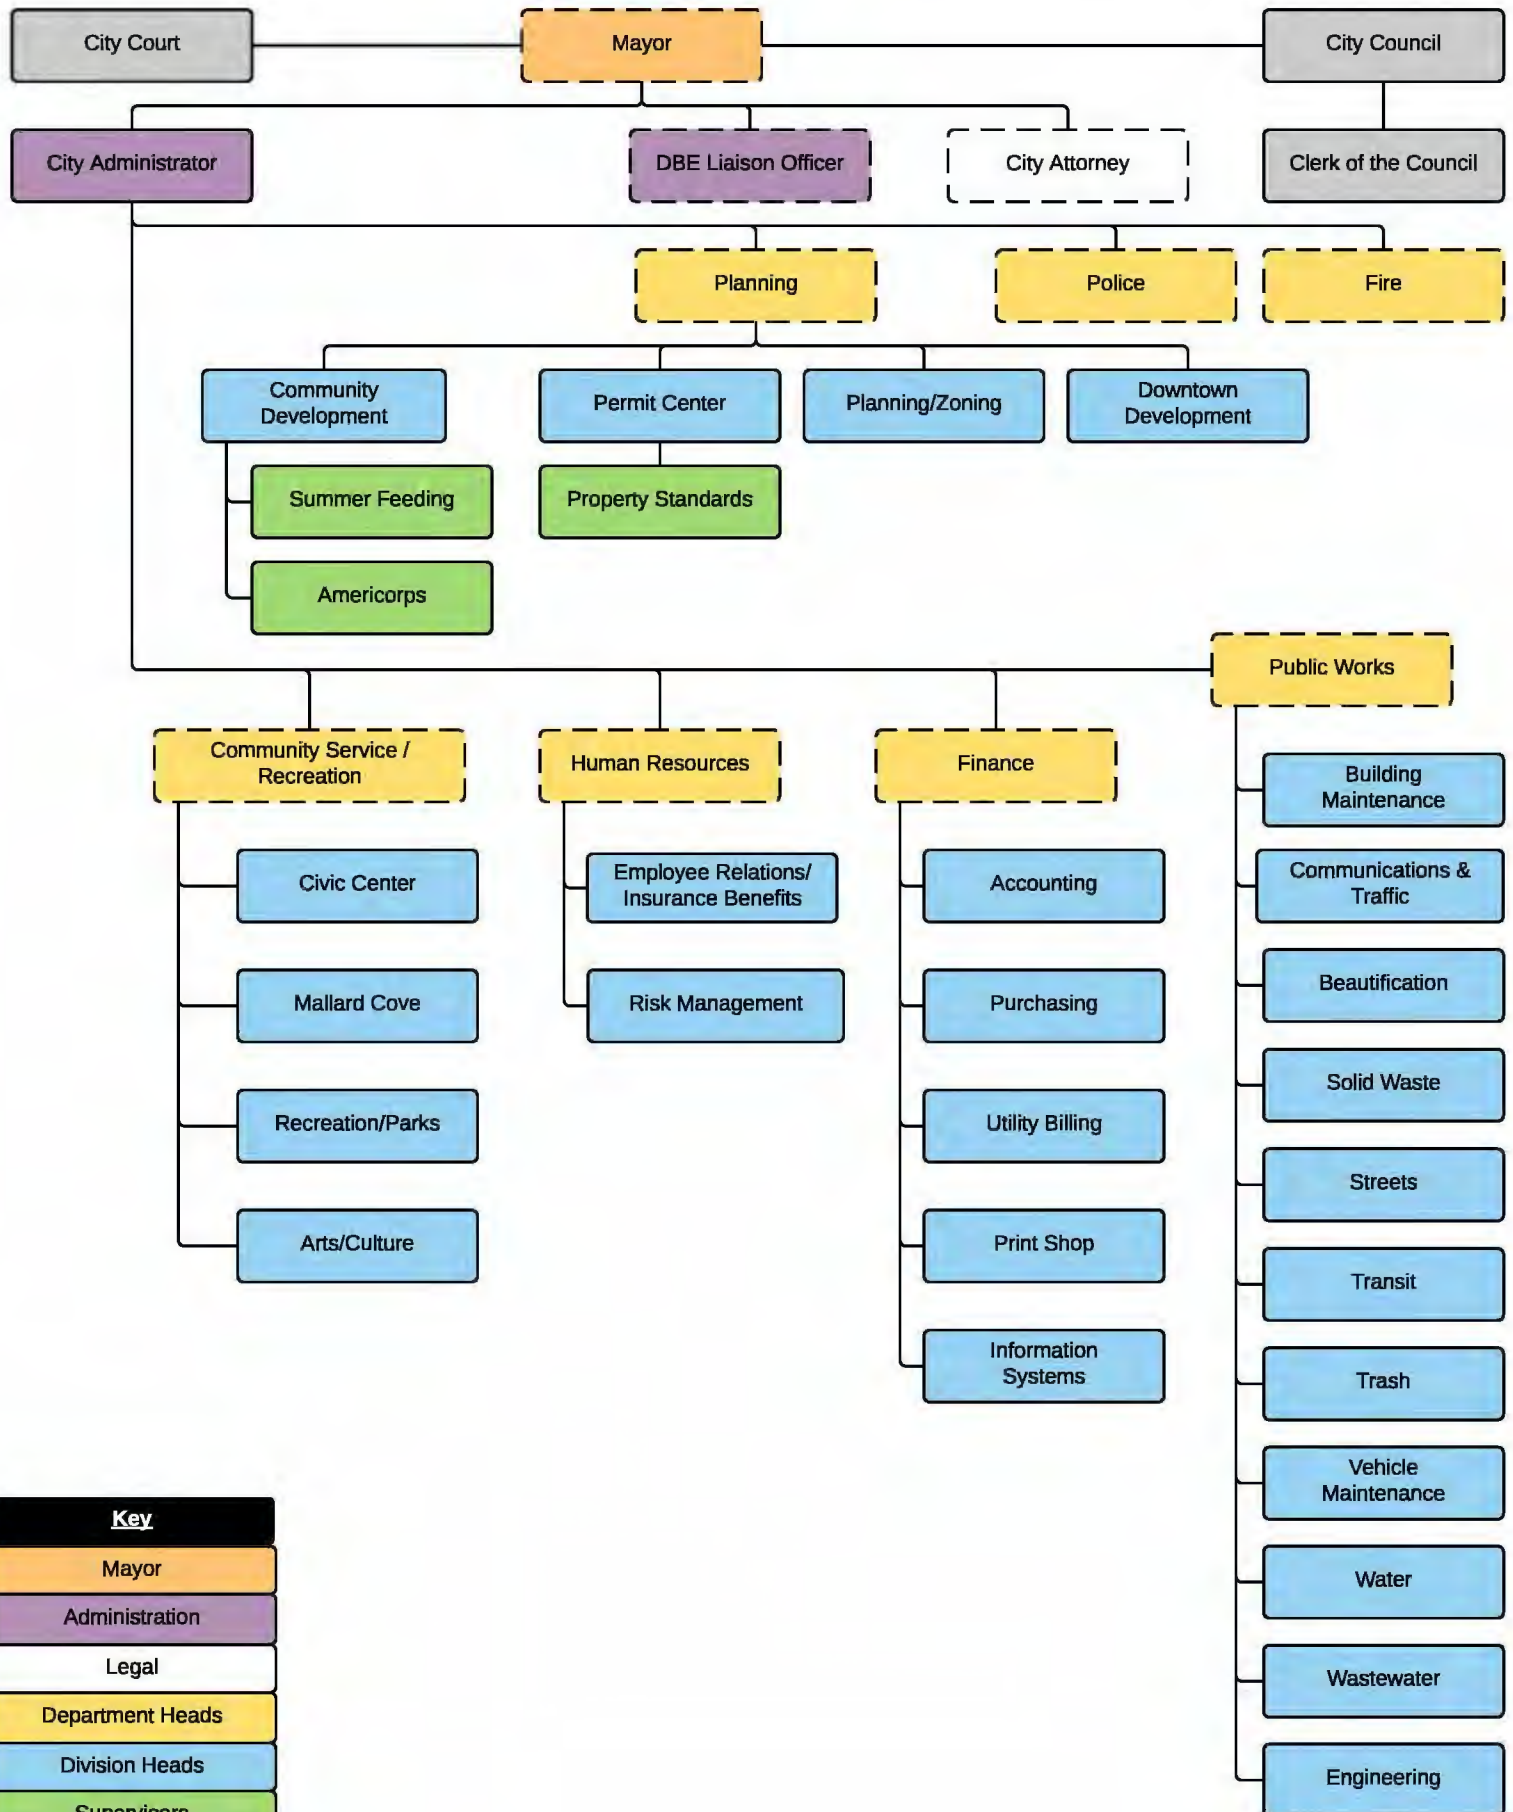 City Court
Mayor
City Council
City Administrator
DBE Liaison Officer
City Attorney
Clerk of the Council
Planning
Police
Fire
Community
Development
Permit Center
Planning/Zoning
Downtown
Development
Summer Feeding
Property Standards
Americorps
Public Works
Community Service /
Recreation
Human Resources
Finance
Building
Maintenance
Civic Center
Employee Relations/
Insurance Benefits
Accounting
Communications &
Traffic
Mallard Cove
Risk Management
Purchasing
Beautification
Solid Waste
Recreation/Parks
Utility Billing
Streets
Arts/Culture
Print Shop
Transit
Information
Systems
Trash
Vehicle
Maintenance
Key
Mayor
Water
Administration
Legal
Wastewater
Department Heads
Division Heads
Engineering
Supervisors